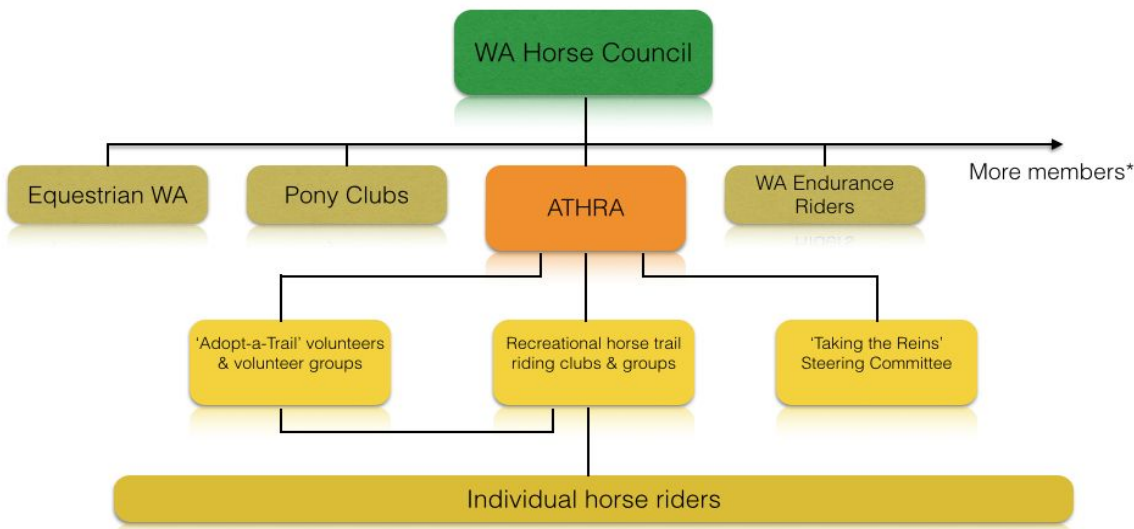 WA Horse Council
More members*
Equestrian WA
Pony Clubs
ATHRA
WA Endurance
Riders
'Adopt-a-Trail' volunteers
& volunteer groups
Recreational horse trail
riding clubs & groups
'Taking the Reins'
Steering Committee
Individual horse riders